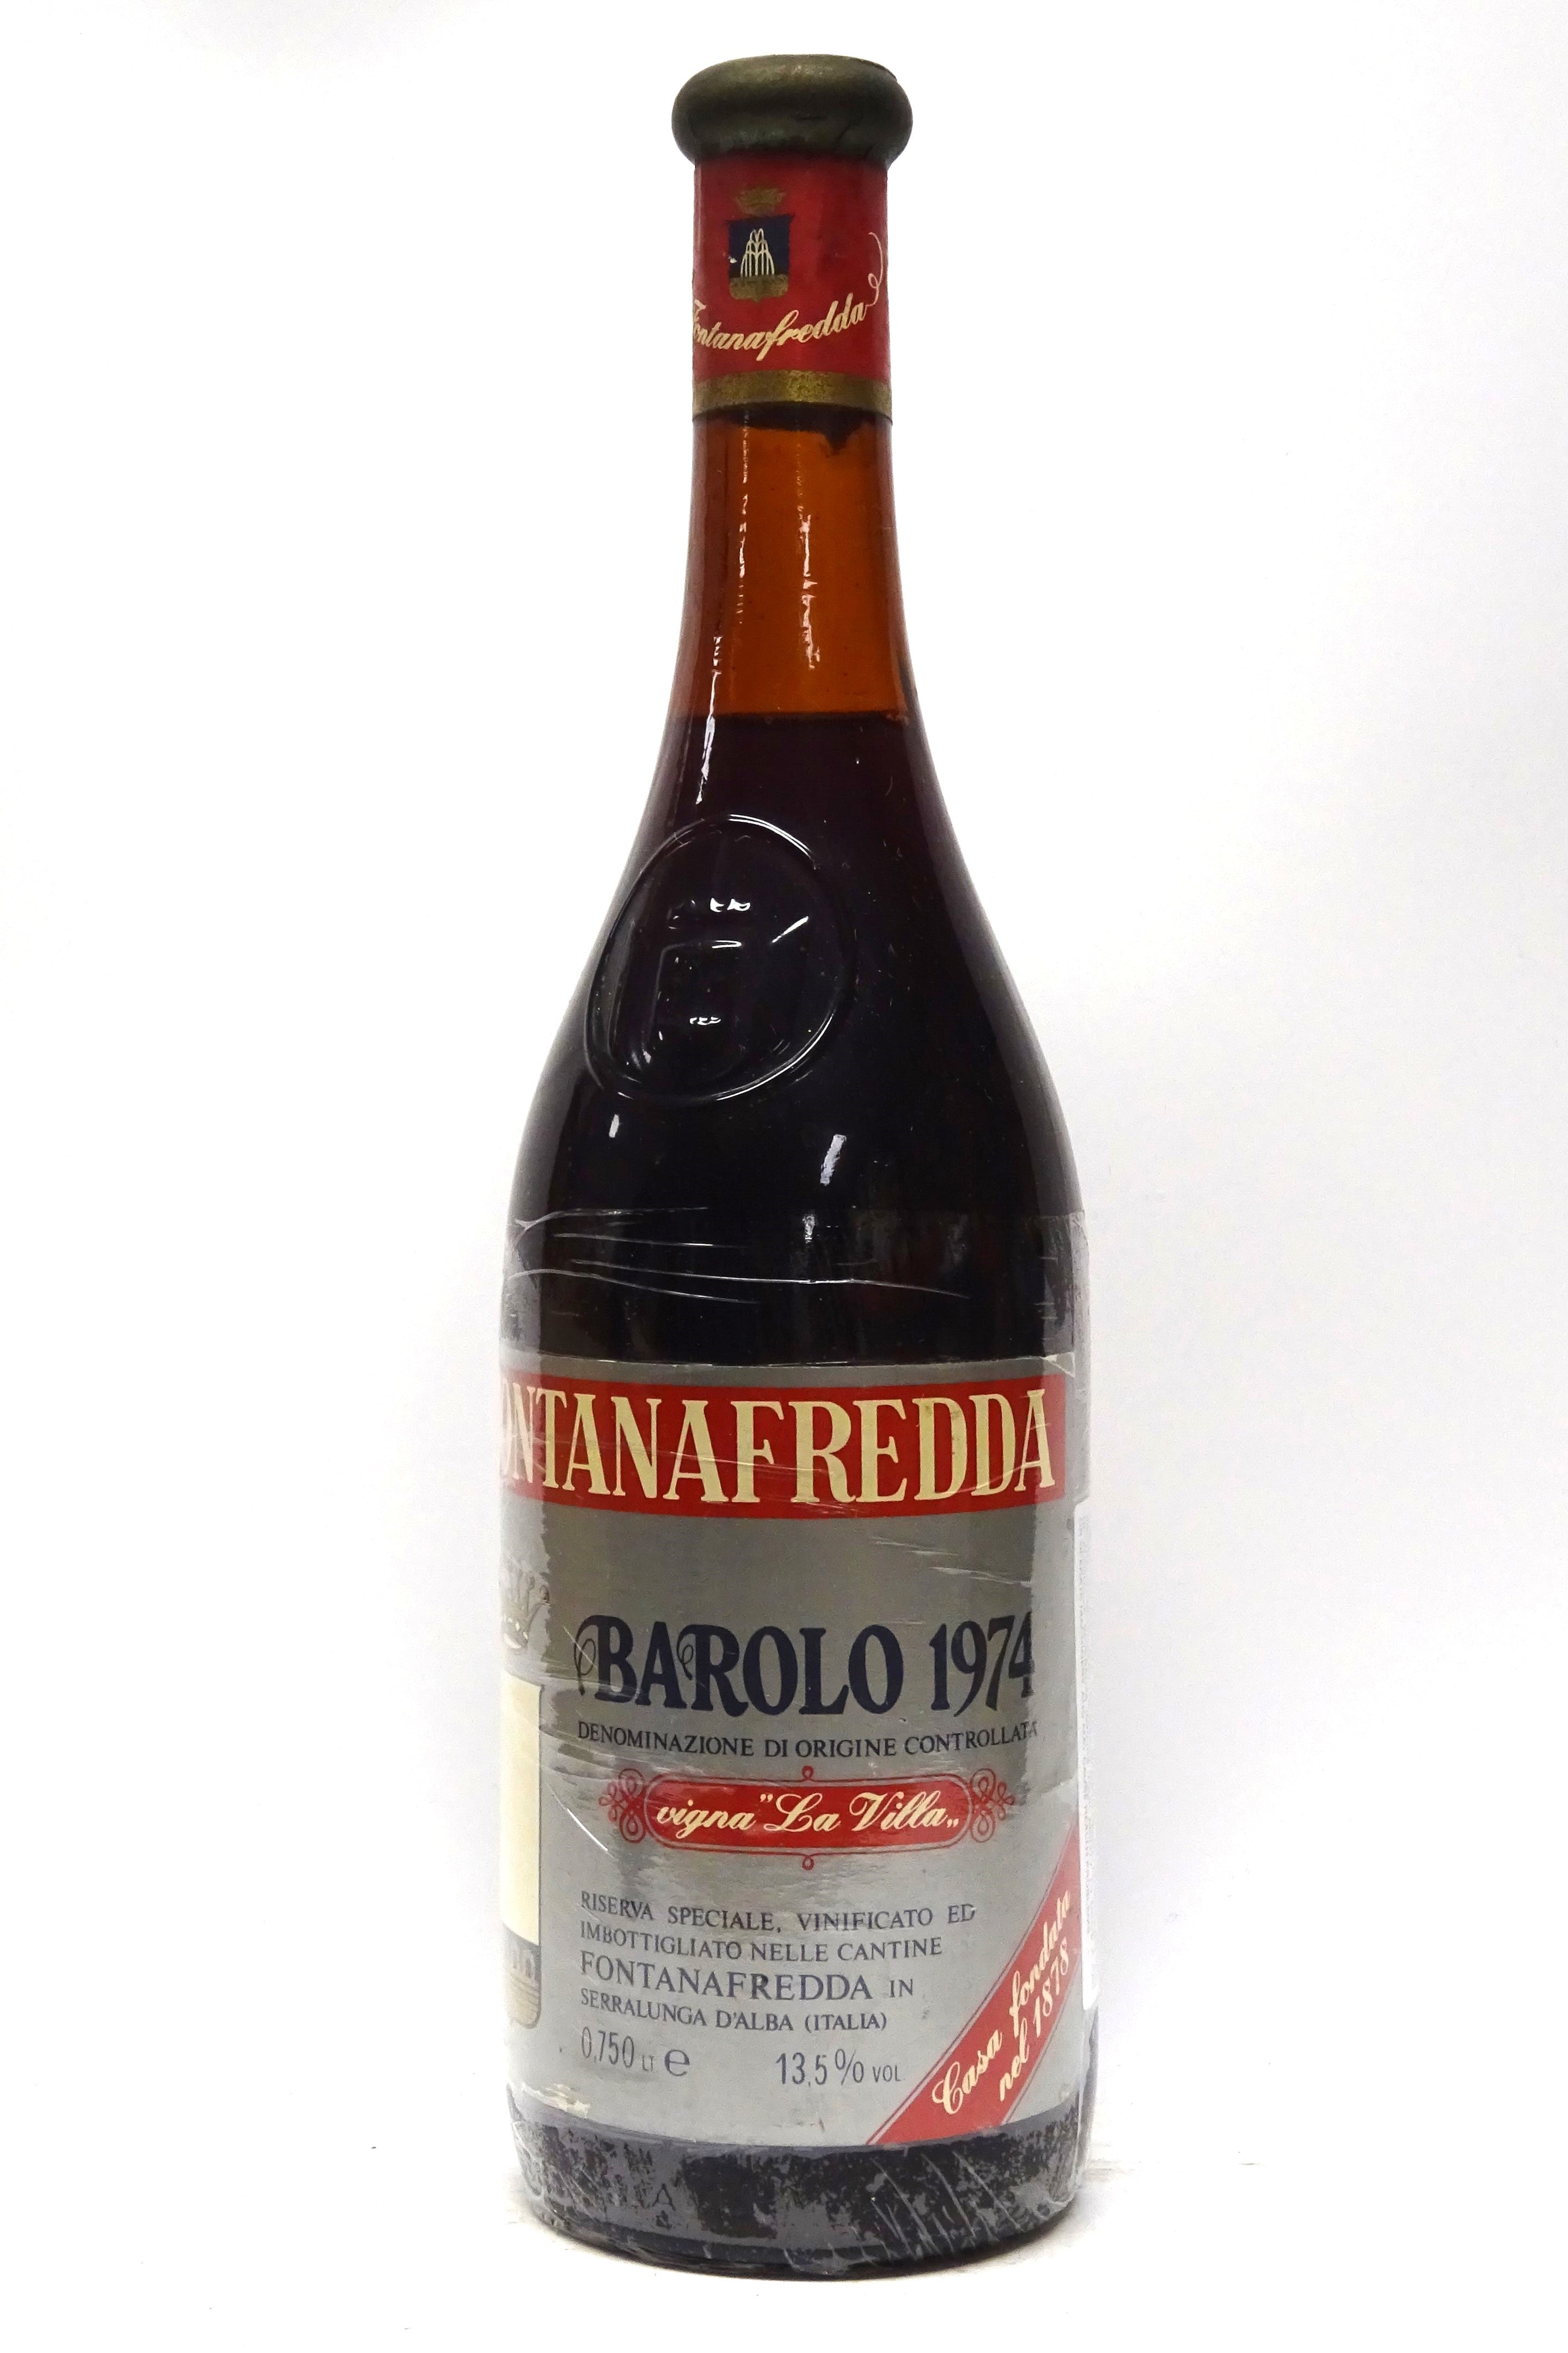 Fontanafredda
ONTANAFREDDA
BAROLO 1974
DENOMINAZIONE DI ORIGINE CONTROLLATA
vigna "La Villa„
RISERVA SPECIALE, VINIFICATO ED
IMBOTTIGLIATO NELLE CANTINE
FONTANAFREDDA IN
SERRALUNGA D'ALBA (ITALIA)
0,750 LT e 13,5% VOL
Casa fondata
nel 1878